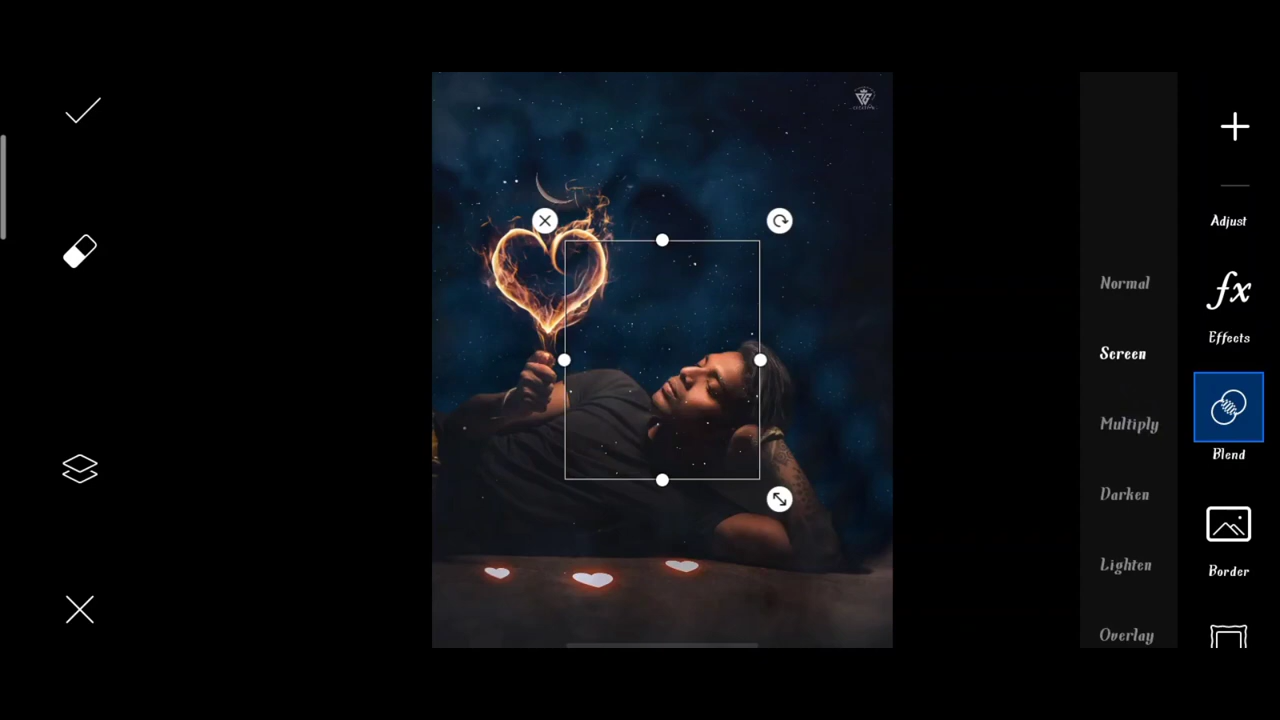 Adjust
fx
Effects
Blend
Border
Normal
Screen
Multiply
Darken
Lighten
Overlay